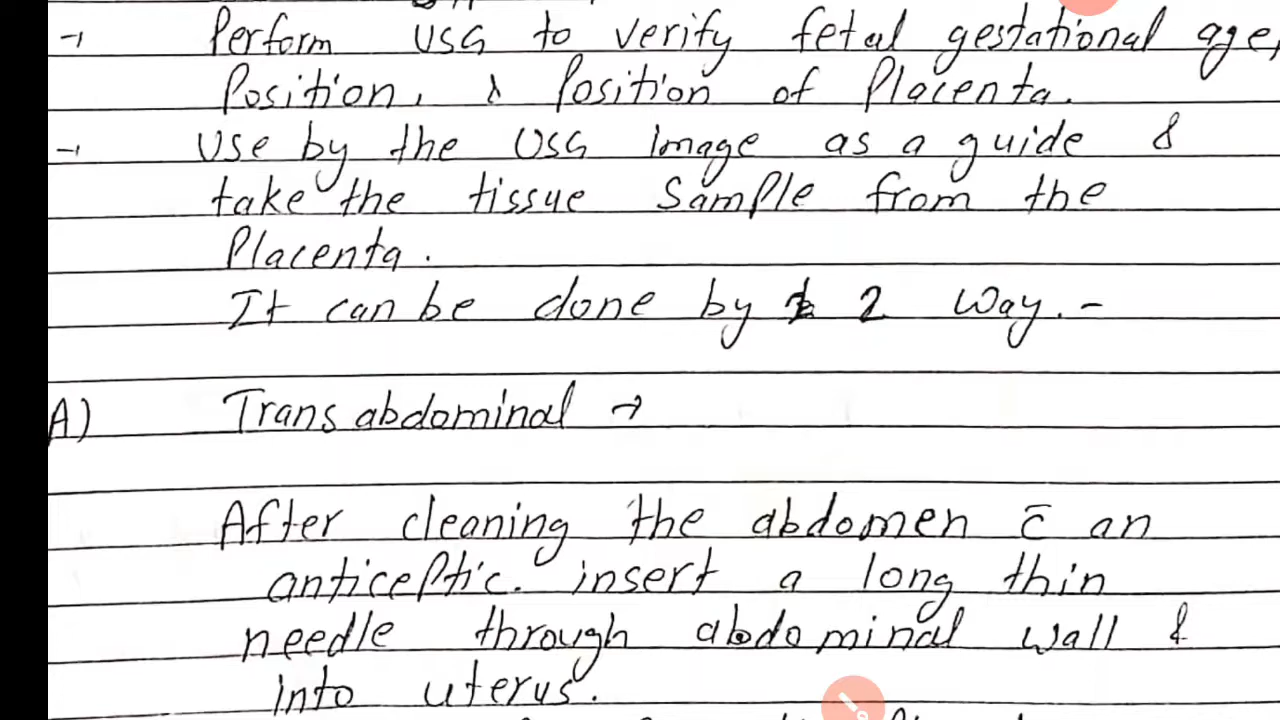 → Perform USG to verify fetal gestational age,
Position, & Position of Placenta.
→ Use by the USG Image as a guide &
take the tissue Sample from the
Placenta.
It can be done by 2 way. -
A) Trans abdominal →
After cleaning the abdomen c̄ an
anticeptic. insert a long thin
needle through abdominal wall &
into uterus.